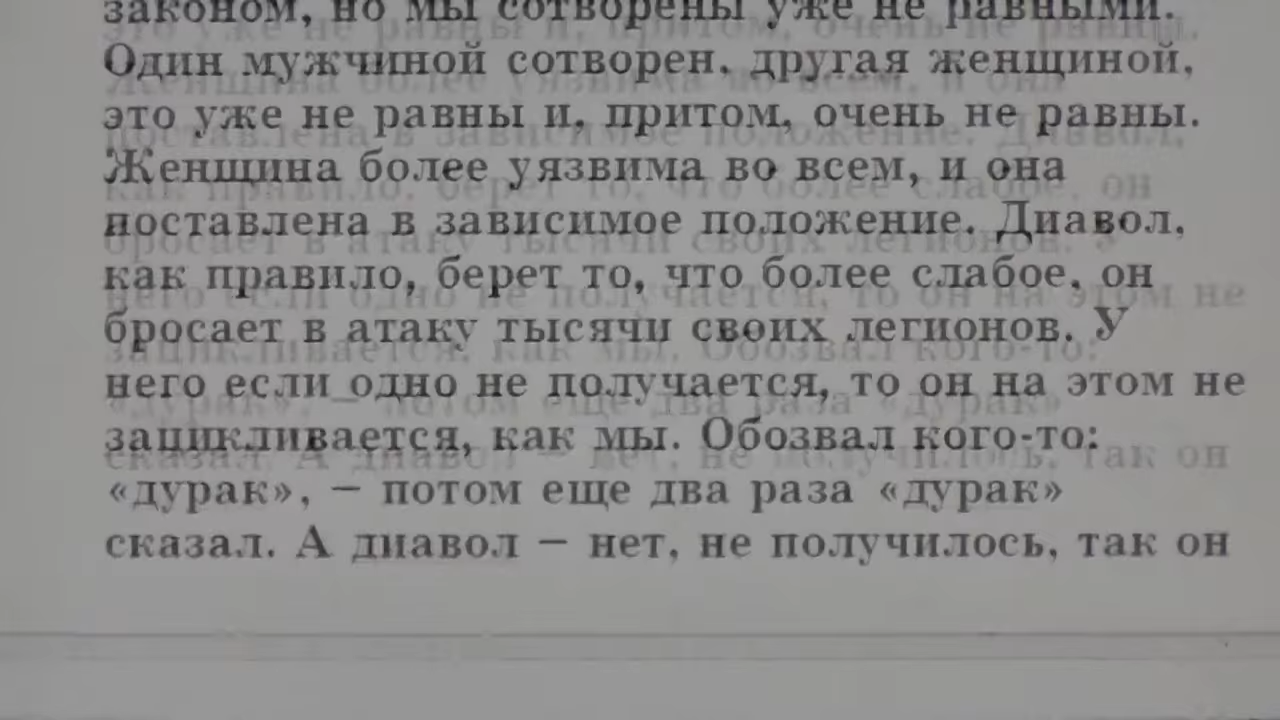 законом, но мы сотворены уже не равными.
Один мужчиной сотворен, другая женщиной,
это уже не равны и, притом, очень не равны.
Женщина более уязвима во всем, и она
поставлена в зависимое положение. Диавол,
как правило, берет то, что более слабое, он
бросает в атаку тысячи своих легионов. У
него если одно не получается, то он на этом не
зацикливается, как мы. Обозвал кого-то:
«дурак», – потом еще два раза «дурак»
сказал. А диавол – нет, не получилось, так он